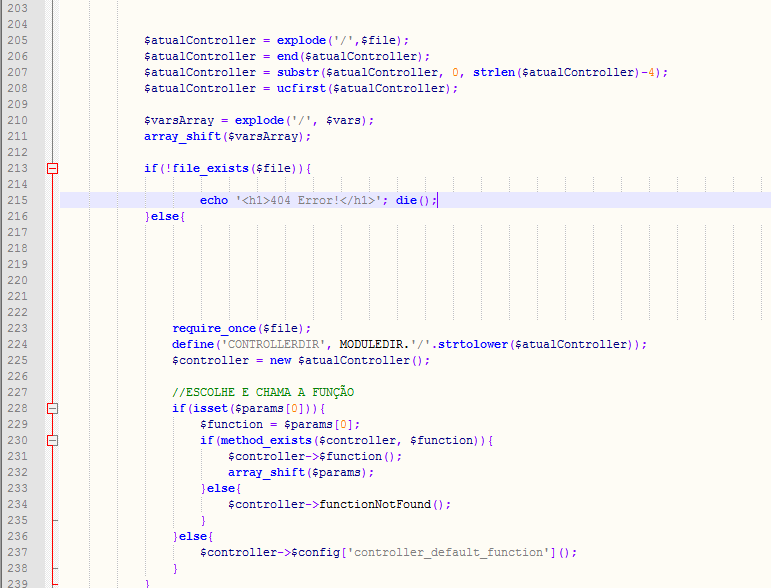 203
204
205 $atualController = explode('/',$file);
206 $atualController = end($atualController);
207 $atualController = substr($atualController, 0, strlen($atualController)-4);
208 $atualController = ucfirst($atualController);
209
210 $varsArray = explode('/', $vars);
211 array_shift($varsArray);
212
213 if(!file_exists($file)){
214
215 echo '<h1>404 Error!</h1>'; die();
216 }else{
217
218
219
220
221
222
223 require_once($file);
224 define('CONTROLLERDIR', MODULEDIR.'/'.strtolower($atualController));
225 $controller = new $atualController();
226
227 //ESCOLHE E CHAMA A FUNÇÃO
228 if(isset($params[0])){
229 $function = $params[0];
230 if(method_exists($controller, $function)){
231 $controller->$function();
232 array_shift($params);
233 }else{
234 $controller->functionNotFound();
235 }
236 }else{
237 $controller->$config['controller_default_function']();
238 }
239 }